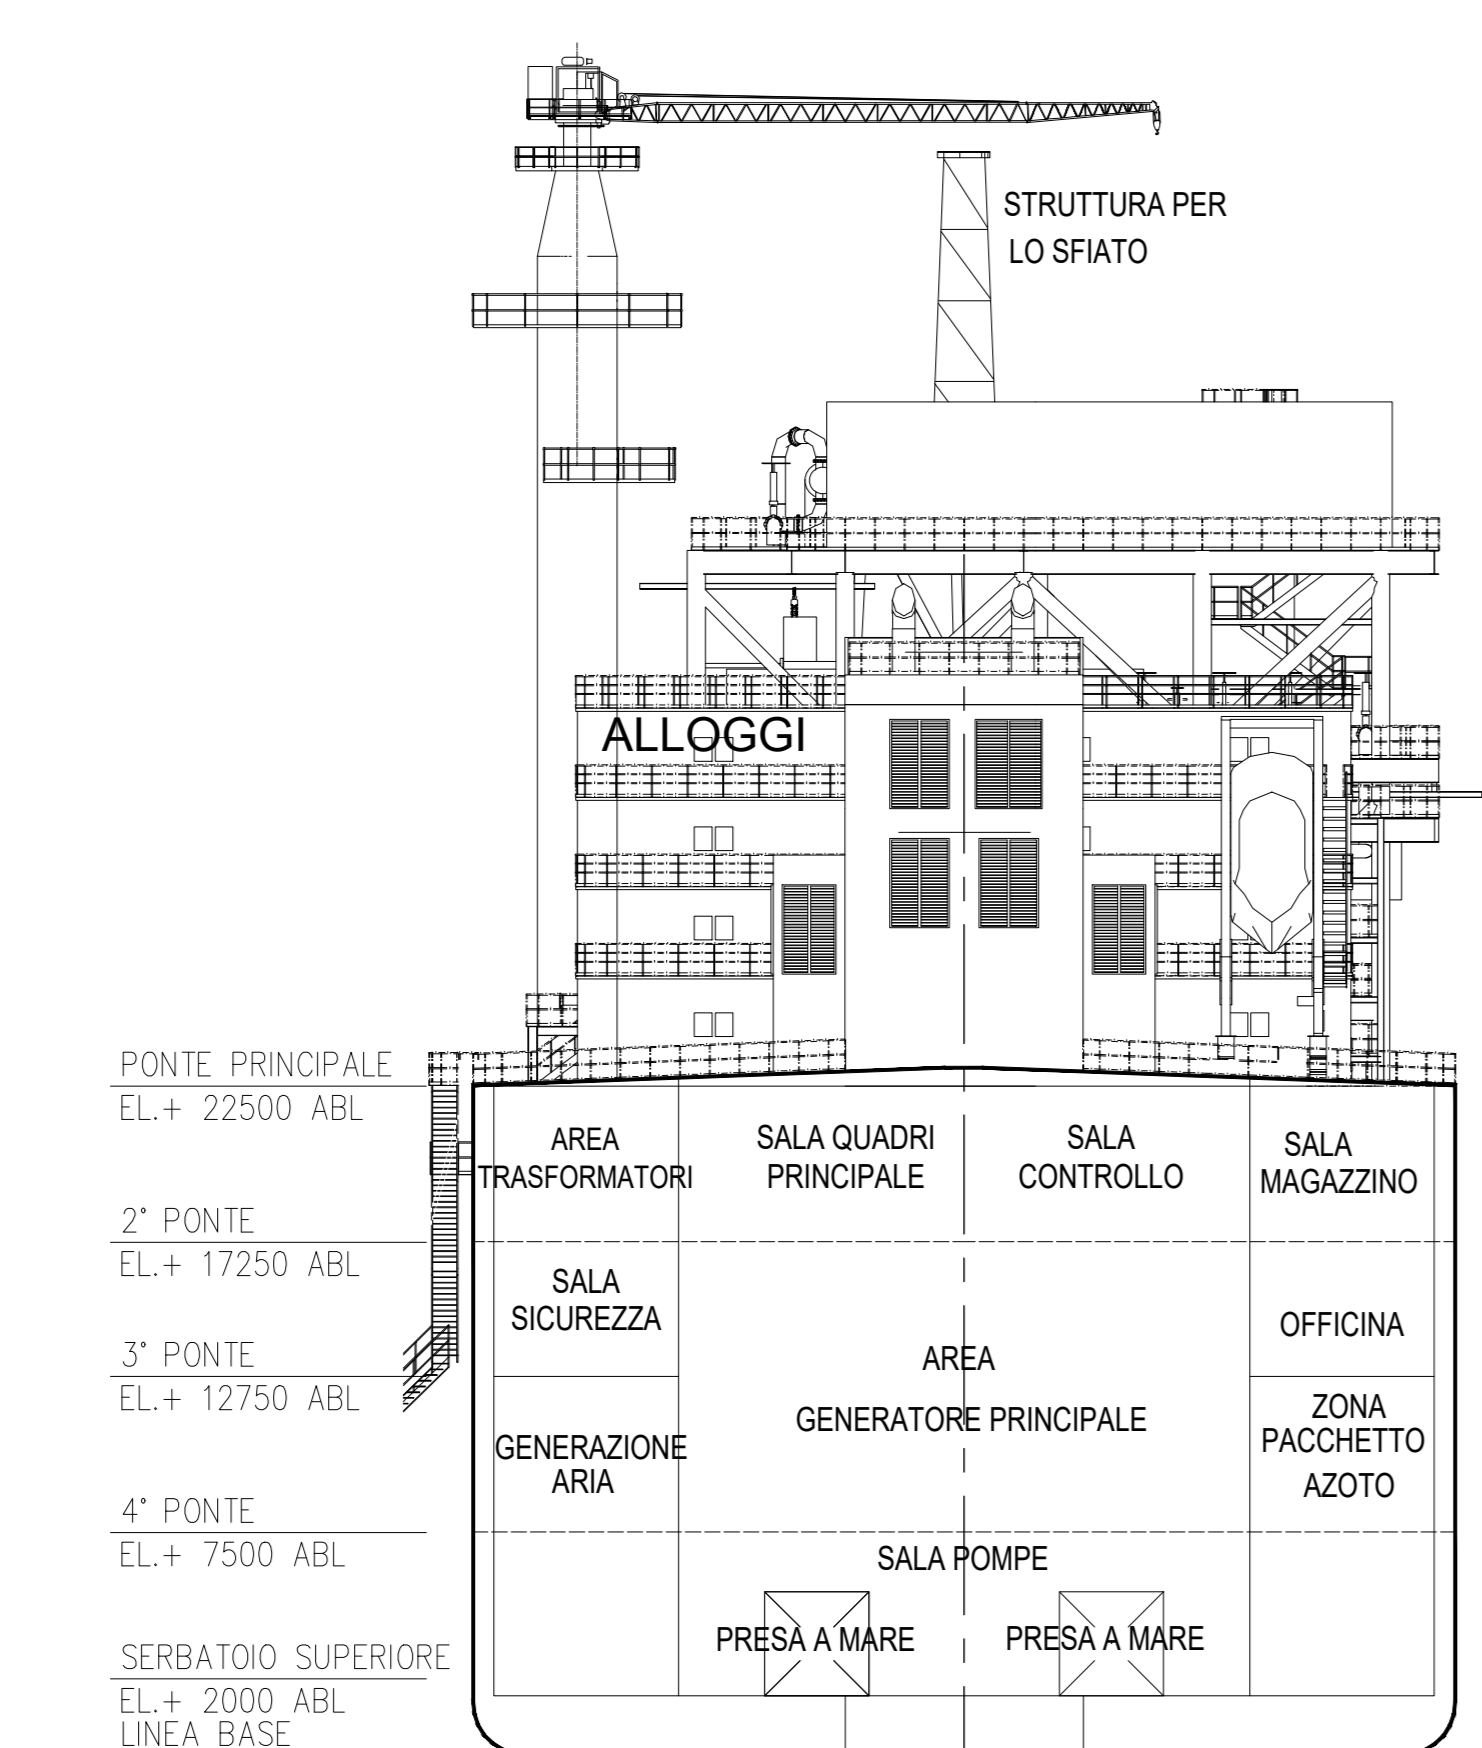 STRUTTURA PER
LO SFIATO
ALLOGGI
PONTE PRINCIPALE
EL.+ 22500 ABL
AREA
TRASFORMATORI
SALA QUADRI
PRINCIPALE
SALA
CONTROLLO
SALA
MAGAZZINO
2° PONTE
EL.+ 17250 ABL
SALA
SICUREZZA
OFFICINA
3° PONTE
EL.+ 12750 ABL
AREA
GENERATORE PRINCIPALE
GENERAZIONE
ARIA
ZONA
PACCHETTO
AZOTO
4° PONTE
EL.+ 7500 ABL
SALA POMPE
PRESA A MARE
PRESA A MARE
SERBATOIO SUPERIORE
EL.+ 2000 ABL
LINEA BASE